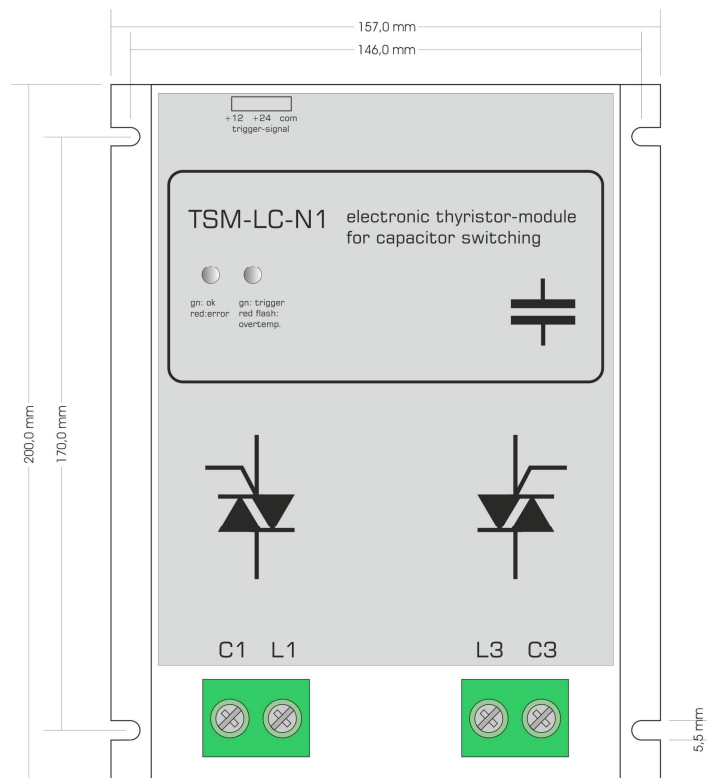 157,0 mm
146,0 mm
+12 +24 com
trigger-signal
TSM-LC-N1
electronic thyristor-module
for capacitor switching
gn: ok
red:error
gn: trigger
red flash:
overtemp.
200,0 mm
170,0 mm
C1 L1
L3 C3
5,5 mm